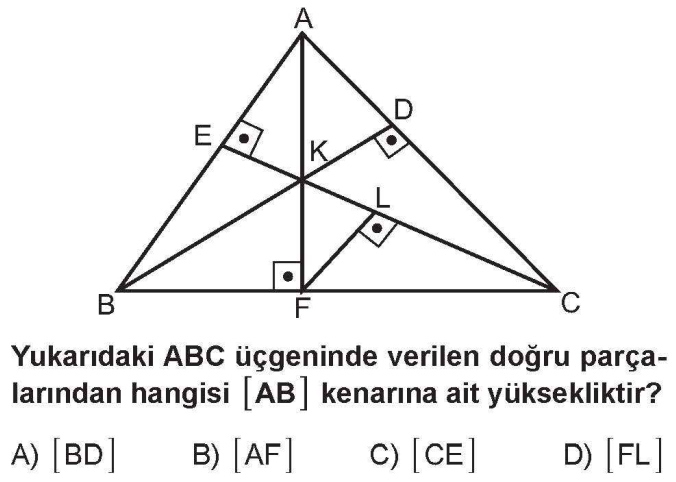 A
D
E
K
L
B
F
C
Yukarıdaki ABC üçgeninde verilen doğru parça-
larından hangisi [AB] kenarına ait yüksekliktir?
A) [BD] B) [AF] C) [CE] D) [FL]